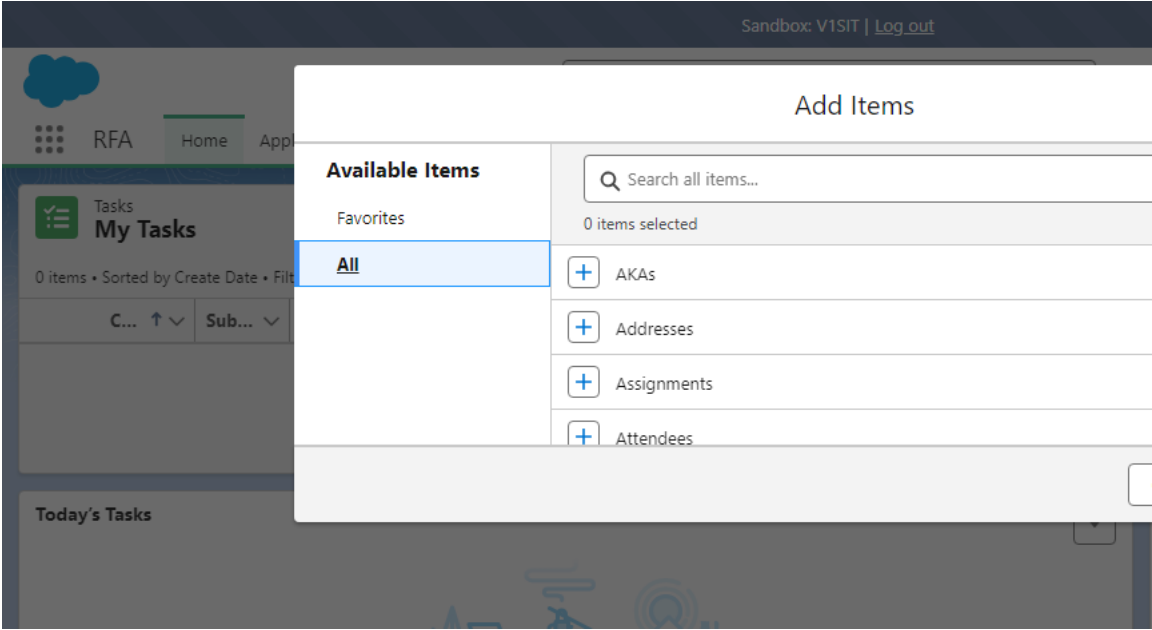 Sandbox: V1SIT | Log out
Add Items
RFA Home
Available Items
Search all items...
Tasks
My Tasks
Favorites
0 items selected
All
0 items • Sorted by Create Date •
AKAs
C... Sub...
Addresses
Assignments
Attendees
Today's Tasks